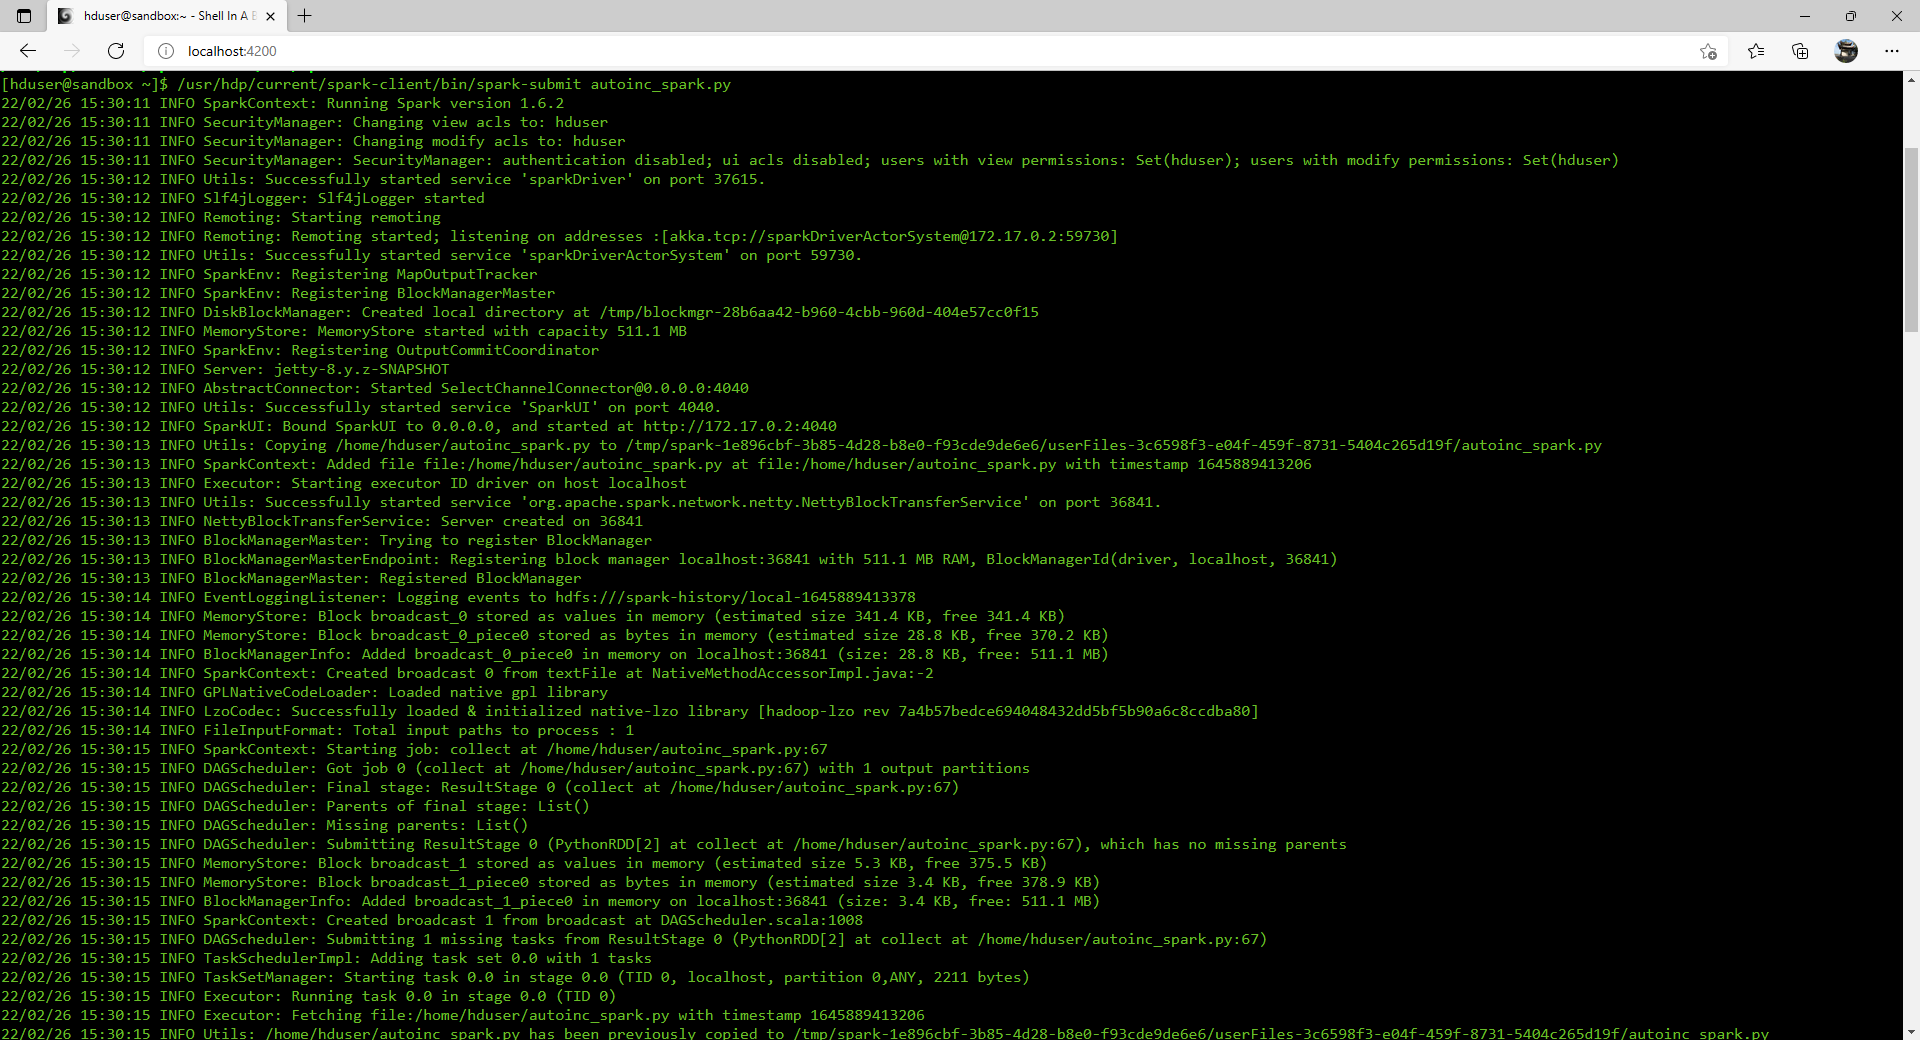 hduser@sandbox:~ - Shell In A B
localhost:4200
[hduser@sandbox ~]$ /usr/hdp/current/spark-client/bin/spark-submit autoinc_spark.py
22/02/26 15:30:11 INFO SparkContext: Running Spark version 1.6.2
22/02/26 15:30:11 INFO SecurityManager: Changing view acls to: hduser
22/02/26 15:30:11 INFO SecurityManager: Changing modify acls to: hduser
22/02/26 15:30:11 INFO SecurityManager: SecurityManager: authentication disabled; ui acls disabled; users with view permissions: Set(hduser); users with modify permissions: Set(hduser)
22/02/26 15:30:12 INFO Utils: Successfully started service 'sparkDriver' on port 37615.
22/02/26 15:30:12 INFO Slf4jLogger: Slf4jLogger started
22/02/26 15:30:12 INFO Remoting: Starting remoting
22/02/26 15:30:12 INFO Remoting: Remoting started; listening on addresses :[akka.tcp://sparkDriverActorSystem@172.17.0.2:59730]
22/02/26 15:30:12 INFO Utils: Successfully started service 'sparkDriverActorSystem' on port 59730.
22/02/26 15:30:12 INFO SparkEnv: Registering MapOutputTracker
22/02/26 15:30:12 INFO SparkEnv: Registering BlockManagerMaster
22/02/26 15:30:12 INFO DiskBlockManager: Created local directory at /tmp/blockmgr-28b6aa42-b960-4cbb-960d-404e57cc0f15
22/02/26 15:30:12 INFO MemoryStore: MemoryStore started with capacity 511.1 MB
22/02/26 15:30:12 INFO SparkEnv: Registering OutputCommitCoordinator
22/02/26 15:30:12 INFO Server: jetty-8.y.z-SNAPSHOT
22/02/26 15:30:12 INFO AbstractConnector: Started SelectChannelConnector@0.0.0.0:4040
22/02/26 15:30:12 INFO Utils: Successfully started service 'SparkUI' on port 4040.
22/02/26 15:30:12 INFO SparkUI: Bound SparkUI to 0.0.0.0, and started at http://172.17.0.2:4040
22/02/26 15:30:13 INFO Utils: Copying /home/hduser/autoinc_spark.py to /tmp/spark-1e896cbf-3b85-4d28-b8e0-f93cde9de6e6/userFiles-3c6598f3-e04f-459f-8731-5404c265d19f/autoinc_spark.py
22/02/26 15:30:13 INFO SparkContext: Added file file:/home/hduser/autoinc_spark.py at file:/home/hduser/autoinc_spark.py with timestamp 1645889413206
22/02/26 15:30:13 INFO Executor: Starting executor ID driver on host localhost
22/02/26 15:30:13 INFO Utils: Successfully started service 'org.apache.spark.network.netty.NettyBlockTransferService' on port 36841.
22/02/26 15:30:13 INFO NettyBlockTransferService: Server created on 36841
22/02/26 15:30:13 INFO BlockManagerMaster: Trying to register BlockManager
22/02/26 15:30:13 INFO BlockManagerMasterEndpoint: Registering block manager localhost:36841 with 511.1 MB RAM, BlockManagerId(driver, localhost, 36841)
22/02/26 15:30:13 INFO BlockManagerMaster: Registered BlockManager
22/02/26 15:30:14 INFO EventLoggingListener: Logging events to hdfs:///spark-history/local-1645889413378
22/02/26 15:30:14 INFO MemoryStore: Block broadcast_0 stored as values in memory (estimated size 341.4 KB, free 341.4 KB)
22/02/26 15:30:14 INFO MemoryStore: Block broadcast_0_piece0 stored as bytes in memory (estimated size 28.8 KB, free 370.2 KB)
22/02/26 15:30:14 INFO BlockManagerInfo: Added broadcast_0_piece0 in memory on localhost:36841 (size: 28.8 KB, free: 511.1 MB)
22/02/26 15:30:14 INFO SparkContext: Created broadcast 0 from textFile at NativeMethodAccessorImpl.java:-2
22/02/26 15:30:14 INFO GPLNativeCodeLoader: Loaded native gpl library
22/02/26 15:30:14 INFO LzoCodec: Successfully loaded & initialized native-lzo library [hadoop-lzo rev 7a4b57bedce694048432dd5bf5b90a6c8ccdba80]
22/02/26 15:30:14 INFO FileInputFormat: Total input paths to process : 1
22/02/26 15:30:15 INFO SparkContext: Starting job: collect at /home/hduser/autoinc_spark.py:67
22/02/26 15:30:15 INFO DAGScheduler: Got job 0 (collect at /home/hduser/autoinc_spark.py:67) with 1 output partitions
22/02/26 15:30:15 INFO DAGScheduler: Final stage: ResultStage 0 (collect at /home/hduser/autoinc_spark.py:67)
22/02/26 15:30:15 INFO DAGScheduler: Parents of final stage: List()
22/02/26 15:30:15 INFO DAGScheduler: Missing parents: List()
22/02/26 15:30:15 INFO DAGScheduler: Submitting ResultStage 0 (PythonRDD[2] at collect at /home/hduser/autoinc_spark.py:67), which has no missing parents
22/02/26 15:30:15 INFO MemoryStore: Block broadcast_1 stored as values in memory (estimated size 5.3 KB, free 375.5 KB)
22/02/26 15:30:15 INFO MemoryStore: Block broadcast_1_piece0 stored as bytes in memory (estimated size 3.4 KB, free 378.9 KB)
22/02/26 15:30:15 INFO BlockManagerInfo: Added broadcast_1_piece0 in memory on localhost:36841 (size: 3.4 KB, free: 511.1 MB)
22/02/26 15:30:15 INFO SparkContext: Created broadcast 1 from broadcast at DAGScheduler.scala:1008
22/02/26 15:30:15 INFO DAGScheduler: Submitting 1 missing tasks from ResultStage 0 (PythonRDD[2] at collect at /home/hduser/autoinc_spark.py:67)
22/02/26 15:30:15 INFO TaskSchedulerImpl: Adding task set 0.0 with 1 tasks
22/02/26 15:30:15 INFO TaskSetManager: Starting task 0.0 in stage 0.0 (TID 0, localhost, partition 0,ANY, 2211 bytes)
22/02/26 15:30:15 INFO Executor: Running task 0.0 in stage 0.0 (TID 0)
22/02/26 15:30:15 INFO Executor: Fetching file:/home/hduser/autoinc_spark.py with timestamp 1645889413206
22/02/26 15:30:15 INFO Utils: /home/hduser/autoinc_spark.py has been previously copied to /tmp/spark-1e896cbf-3b85-4d28-b8e0-f93cde9de6e6/userFiles-3c6598f3-e04f-459f-8731-5404c265d19f/autoinc_spark.py